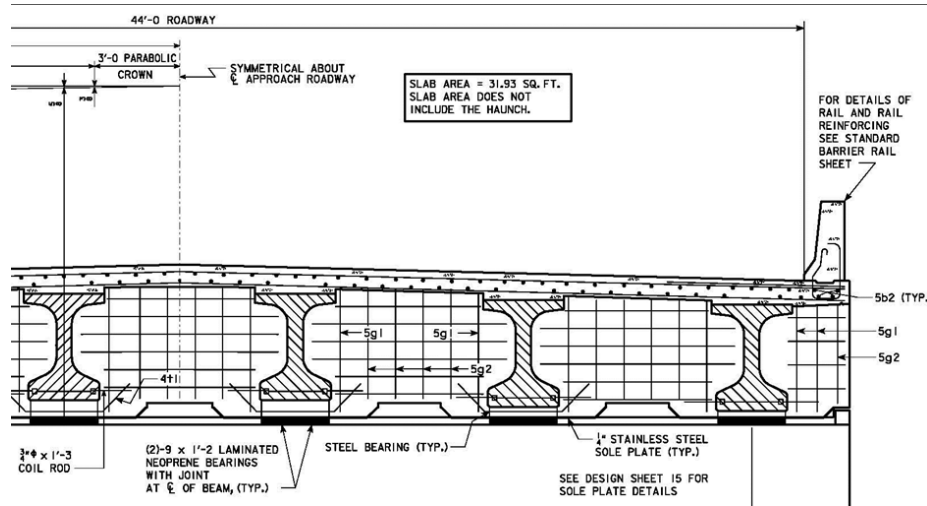 44'-0 ROADWAY
3'-0 PARABOLIC
CROWN
SYMMETRICAL ABOUT
℄ APPROACH ROADWAY
SLAB AREA = 31.93 SQ. FT.
SLAB AREA DOES NOT
INCLUDE THE HAUNCH.
FOR DETAILS OF
RAIL AND RAIL
REINFORCING
SEE STANDARD
BARRIER RAIL
SHEET
5b2 (TYP.
5g1
5g1
5g1
5g2
5g2
4t1
3/4"ϕ x 1'-3
COIL ROD
(2)-9 x 1'-2 LAMINATED
NEOPRENE BEARINGS
WITH JOINT
AT ℄ OF BEAM, (TYP.)
STEEL BEARING (TYP.)
1/4" STAINLESS STEEL
SOLE PLATE (TYP.)
SEE DESIGN SHEET 15 FOR
SOLE PLATE DETAILS